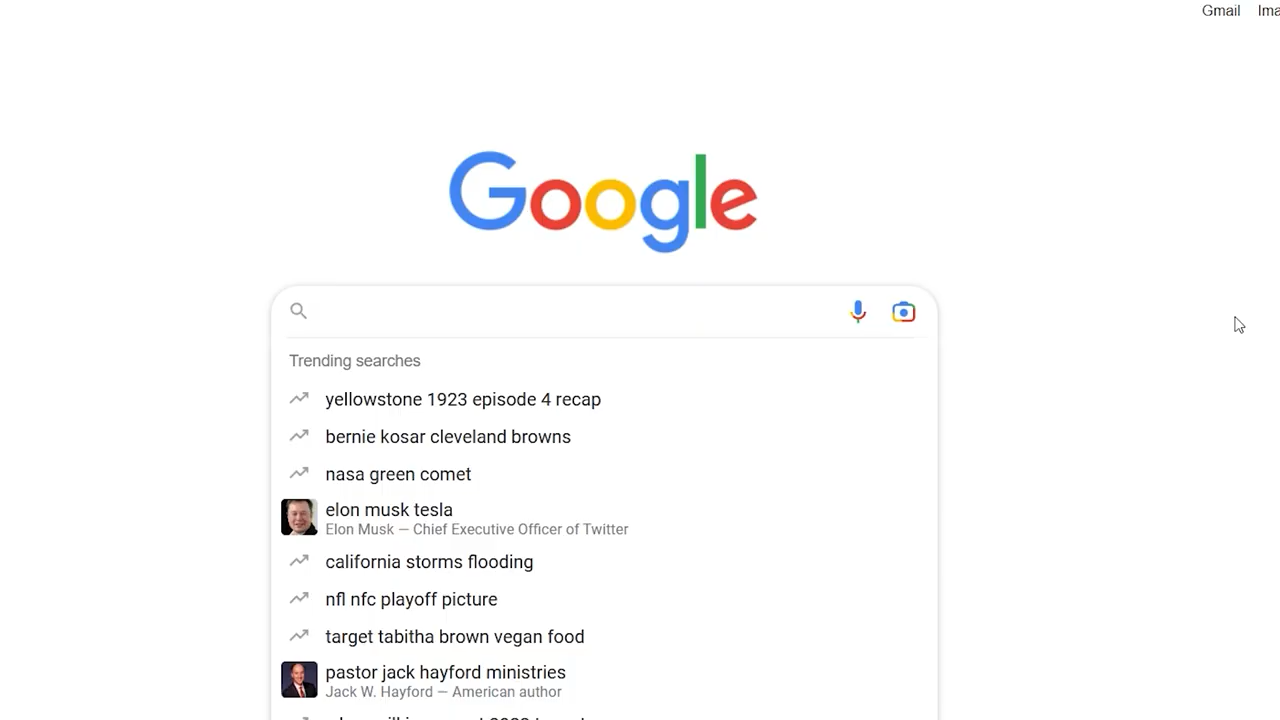 Gmail
Google
Trending searches
yellowstone 1923 episode 4 recap
bernie kosar cleveland browns
nasa green comet
elon musk tesla
Elon Musk — Chief Executive Officer of Twitter
california storms flooding
nfl nfc playoff picture
target tabitha brown vegan food
pastor jack hayford ministries
Jack W. Hayford — American author